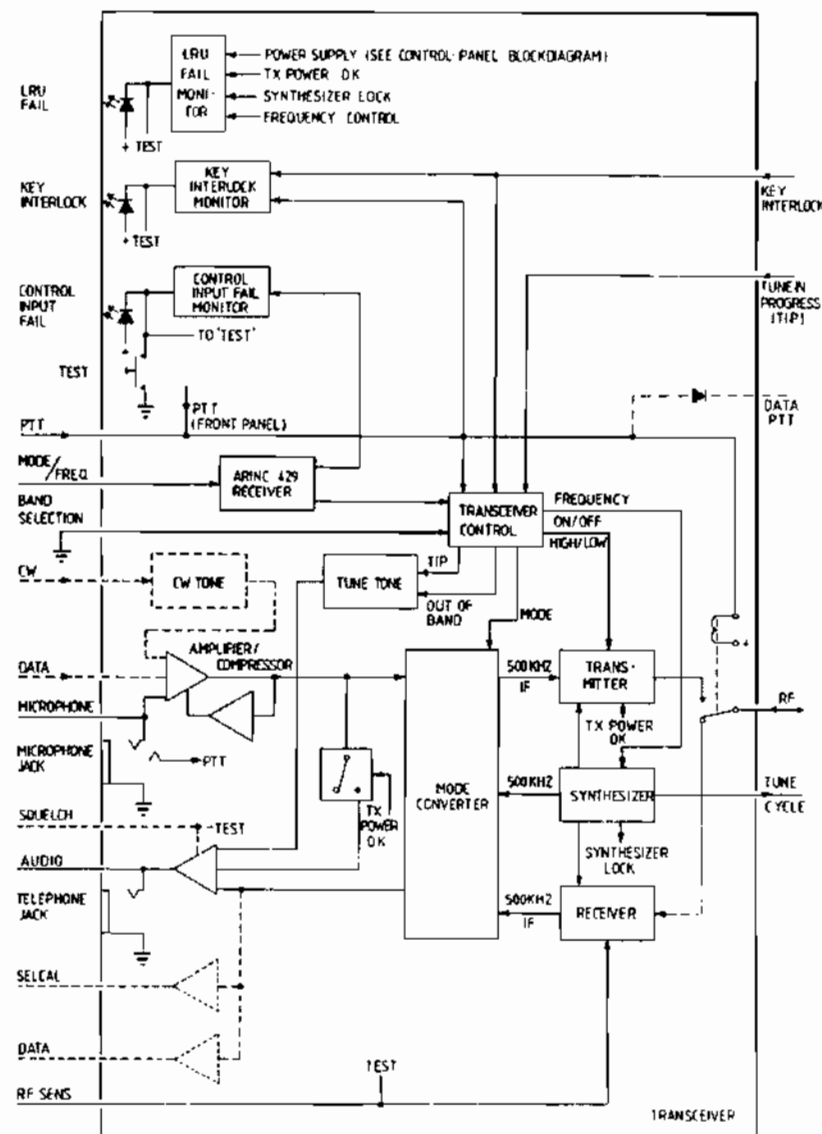 LRU
FAIL
LRU
FAIL
MONI-
TOR
POWER SUPPLY (SEE CONTROL-PANEL BLOCKDIAGRAM)
TX POWER OK
SYNTHESIZER LOCK
FREQUENCY CONTROL
TEST
KEY
INTERLOCK
KEY
INTERLOCK
MONITOR
TEST
KEY
INTERLOCK
CONTROL
INPUT
FAIL
CONTROL
INPUT FAIL
MONITOR
TO 'TEST'
TUNE IN
PROGRESS
(TIP)
TEST
PTT
(FRONT PANEL)
PTT
DATA
PTT
MODE/FREQ
ARINC 429
RECEIVER
BAND
SELECTION
TRANSCEIVER
CONTROL
FREQUENCY
ON/OFF
HIGH/LOW
CW
CW TONE
TUNE TONE
TIP
OUT OF
BAND
MODE
AMPLIFIER/
COMPRESSOR
DATA
MICROPHONE
MICROPHONE
JACK
PTT
500KHZ
IF
TRANS-
MITTER
RF
TX POWER
OK
MODE
CONVERTER
500KHZ
SYNTHESIZER
TUNE
CYCLE
TX
POWER
OK
SQUELCH
TEST
SYNTHESIZER
LOCK
AUDIO
TELEPHONE
JACK
500KHZ
IF
RECEIVER
SELCAL
DATA
TEST
RF SENS
TRANSCEIVER